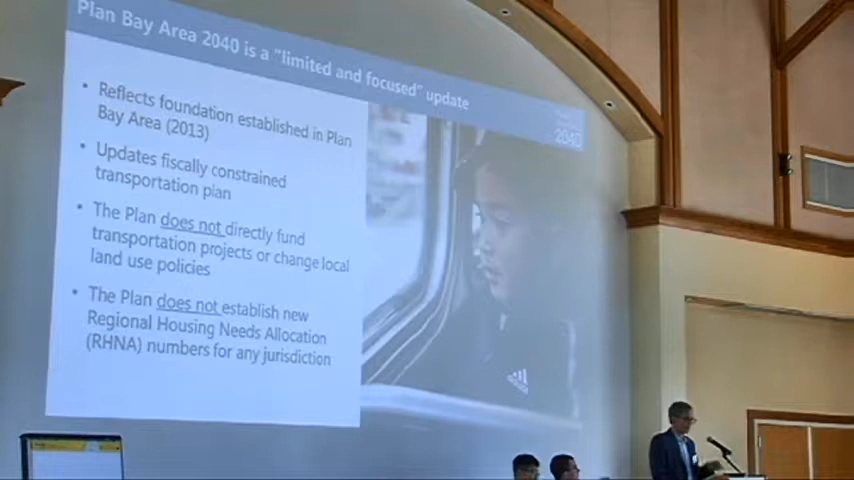 Plan Bay Area 2040 is a "limited and focused" update
2040
• Reflects foundation established in Plan
Bay Area (2013)
• Updates fiscally constrained
transportation plan
• The Plan does not directly fund
transportation projects or change local
land use policies
• The Plan does not establish new
Regional Housing Needs Allocation
(RHNA) numbers for any jurisdiction